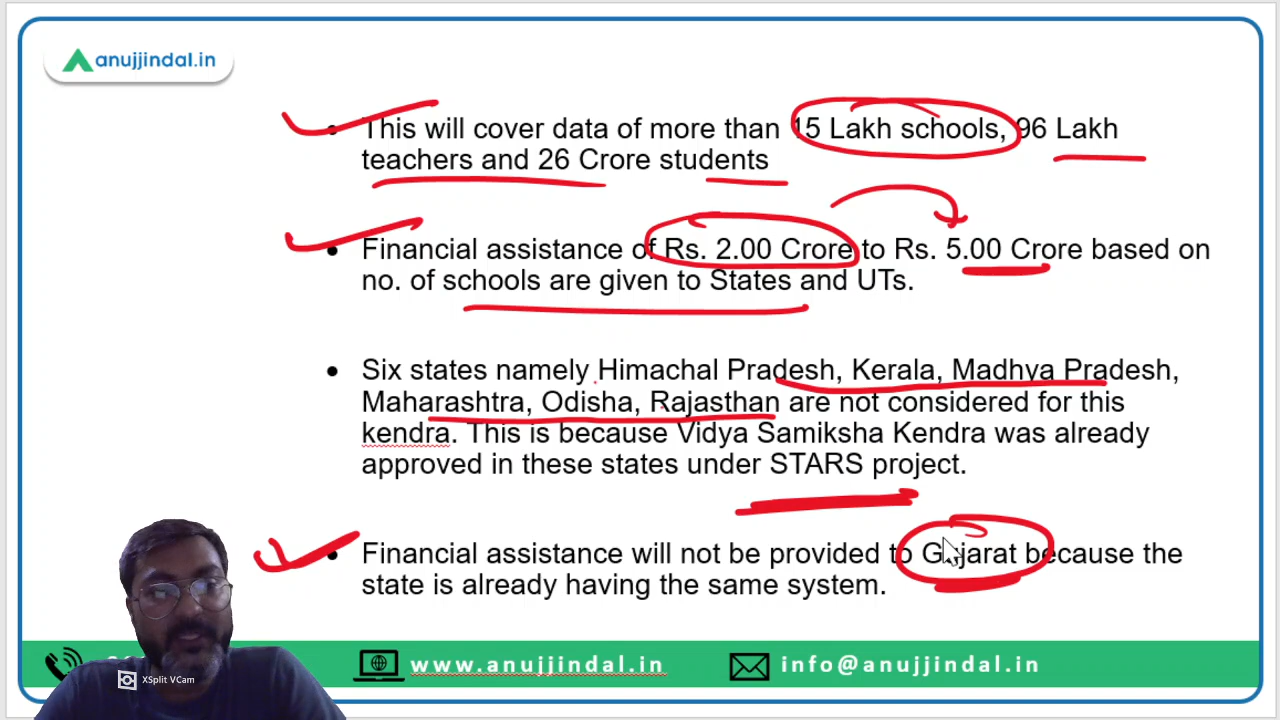 anujjindal.in
• This will cover data of more than 15 Lakh schools, 96 Lakh
teachers and 26 Crore students
• Financial assistance of Rs. 2.00 Crore to Rs. 5.00 Crore based on
no. of schools are given to States and UTs.
• Six states namely Himachal Pradesh, Kerala, Madhya Pradesh,
Maharashtra, Odisha, Rajasthan are not considered for this
kendra. This is because Vidya Samiksha Kendra was already
approved in these states under STARS project.
• Financial assistance will not be provided to Gujarat because the
state is already having the same system.
www.anujjindal.in
info@anujjindal.in
XSplit VCam